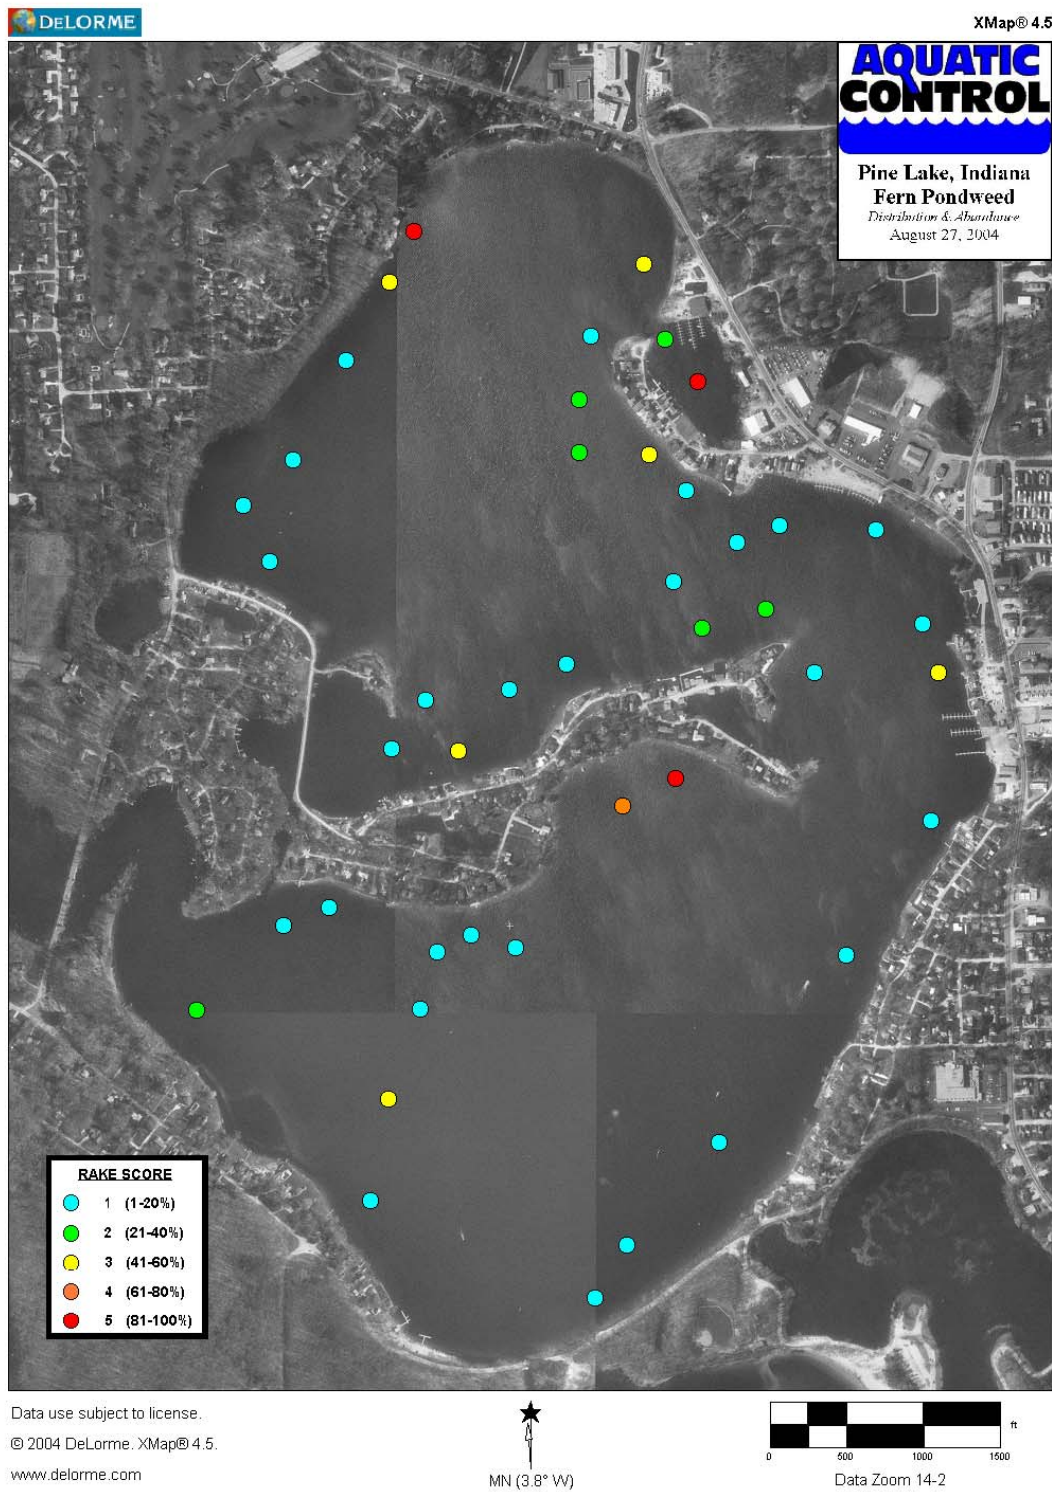 DELORME
XMap® 4.5
AQUATIC
CONTROL
Pine Lake, Indiana
Fern Pondweed
Distribution & Abundance
August 27, 2004
RAKE SCORE
1 (1-20%)
2 (21-40%)
3 (41-60%)
4 (61-80%)
5 (81-100%)
Data use subject to license.
© 2004 DeLorme. XMap® 4.5.
www.delorme.com
MN (3.8° W)
ft
0 500 1000 1500
Data Zoom 14-2